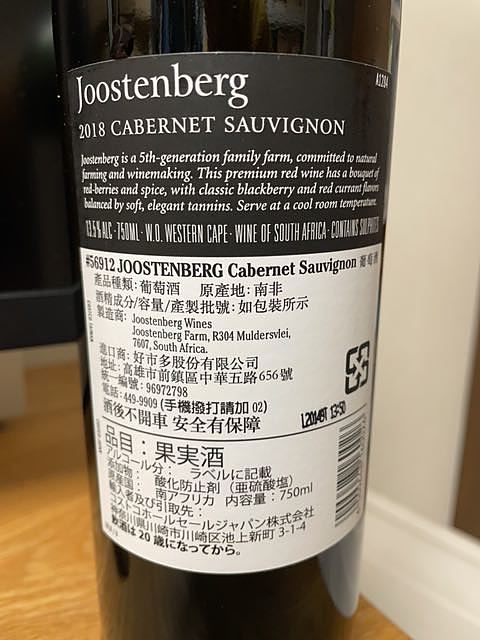 Joostenberg
A1284
2018 CABERNET SAUVIGNON
Joostenberg is a 5th-generation family farm, committed to natural
farming and winemaking. This premium red wine has a bouquet of
red-berries and spice, with classic blackberry and red currant flavors
balanced by soft, elegant tannins. Serve at a cool room temperature.
13.5% ALC · 750ML · W.O. WESTERN CAPE · WINE OF SOUTH AFRICA · CONTAINS SULPHITES
#56912 JOOSTENBERG Cabernet Sauvignon 葡萄酒
產品種類: 葡萄酒 原產地: 南非
酒精成分/容量/產製批號: 如包裝所示
製造商: Joostenberg Wines
Joostenberg Farm, R304 Muldersvlei,
7607, South Africa.
進口商: 好市多股份有限公司
地址: 高雄市前鎮區中華五路656號
統一編號: 96972798
電話: 449-9909 (手機撥打請加 02)
酒後不開車 安全有保障
L20149T 13:50
品目: 果実酒
アルコール分: ラベルに記載
添加物: 酸化防止剤 (亜硫酸塩)
原産国: 南アフリカ 内容量: 750ml
輸入者及び引取先:
コストコホールセールジャパン株式会社
神奈川県川崎市川崎区池上新町 3-1-4
飲酒は 20 歳になってから。